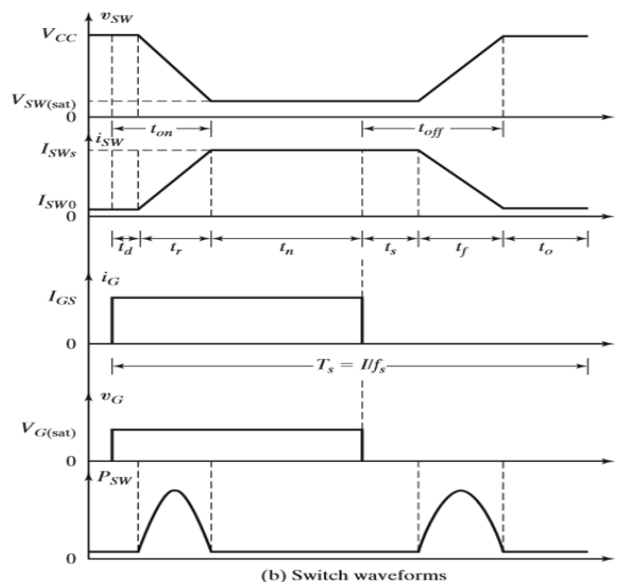 v_SW
V_CC
V_SW(sat)
0
t_on
t_off
i_SW
I_SWs
I_SW0
0
t_d t_r t_n t_s t_f t_o
i_G
I_GS
0
T_s = I/f_s
v_G
V_G(sat)
0
P_SW
0
(b) Switch waveforms